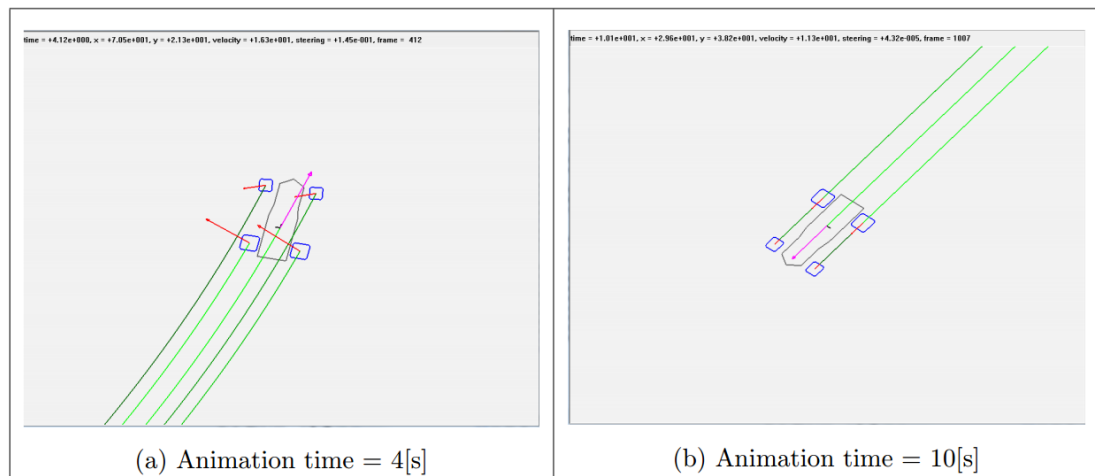 time = +4.12e+000, x = +7.05e+001, y = +2.13e+001, velocity = +1.63e+001, steering = +1.45e-001, frame = 412
(a) Animation time = 4[s]
time = +1.01e+001, x = +2.96e+001, y = +3.82e+001, velocity = +1.13e+001, steering = +4.32e-005, frame = 1007
(b) Animation time = 10[s]